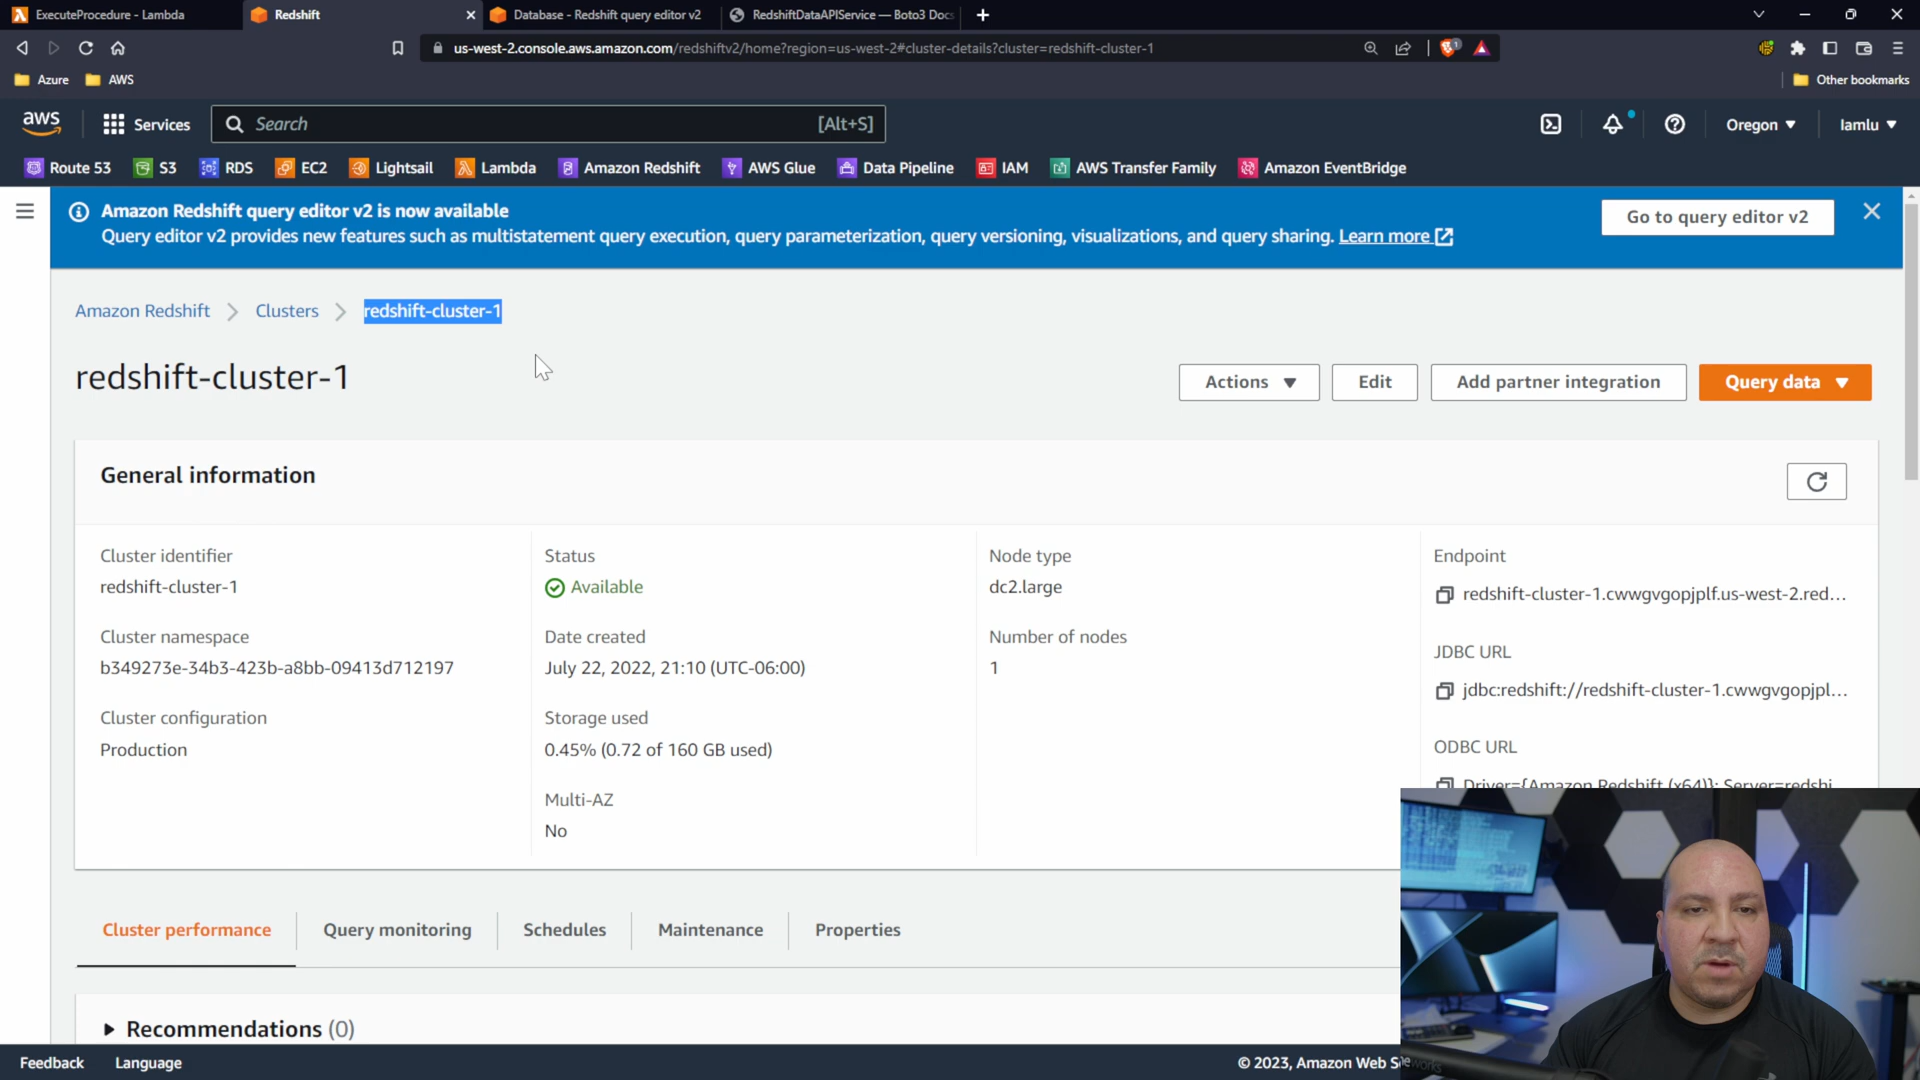 ExecuteProcedure - Lambda
Redshift
Database - Redshift query editor v2
RedshiftDataAPIService — Boto3 Docs
us-west-2.console.aws.amazon.com/redshiftv2/home?region=us-west-2#cluster-details?cluster=redshift-cluster-1
1
Azure
AWS
Other bookmarks
aws
Services
Search
[Alt+S]
Oregon
lamlu
Route 53
S3
RDS
EC2
Lightsail
Lambda
Amazon Redshift
AWS Glue
Data Pipeline
IAM
AWS Transfer Family
Amazon EventBridge
Amazon Redshift query editor v2 is now available
Query editor v2 provides new features such as multistatement query execution, query parameterization, query versioning, visualizations, and query sharing. Learn more
Go to query editor v2
Amazon Redshift
Clusters
redshift-cluster-1
redshift-cluster-1
Actions
Edit
Add partner integration
Query data
General information
Cluster identifier
redshift-cluster-1
Cluster namespace
b349273e-34b3-423b-a8bb-09413d712197
Cluster configuration
Production
Status
Available
Date created
July 22, 2022, 21:10 (UTC-06:00)
Storage used
0.45% (0.72 of 160 GB used)
Multi-AZ
No
Node type
dc2.large
Number of nodes
1
Endpoint
redshift-cluster-1.cwwgvgopjplf.us-west-2.red...
JDBC URL
jdbc:redshift://redshift-cluster-1.cwwgvgopjpl...
ODBC URL
Driver={Amazon Redshift (x64)}; Server=redshi...
Cluster performance
Query monitoring
Schedules
Maintenance
Properties
Recommendations (0)
Feedback
Language
© 2023, Amazon Web